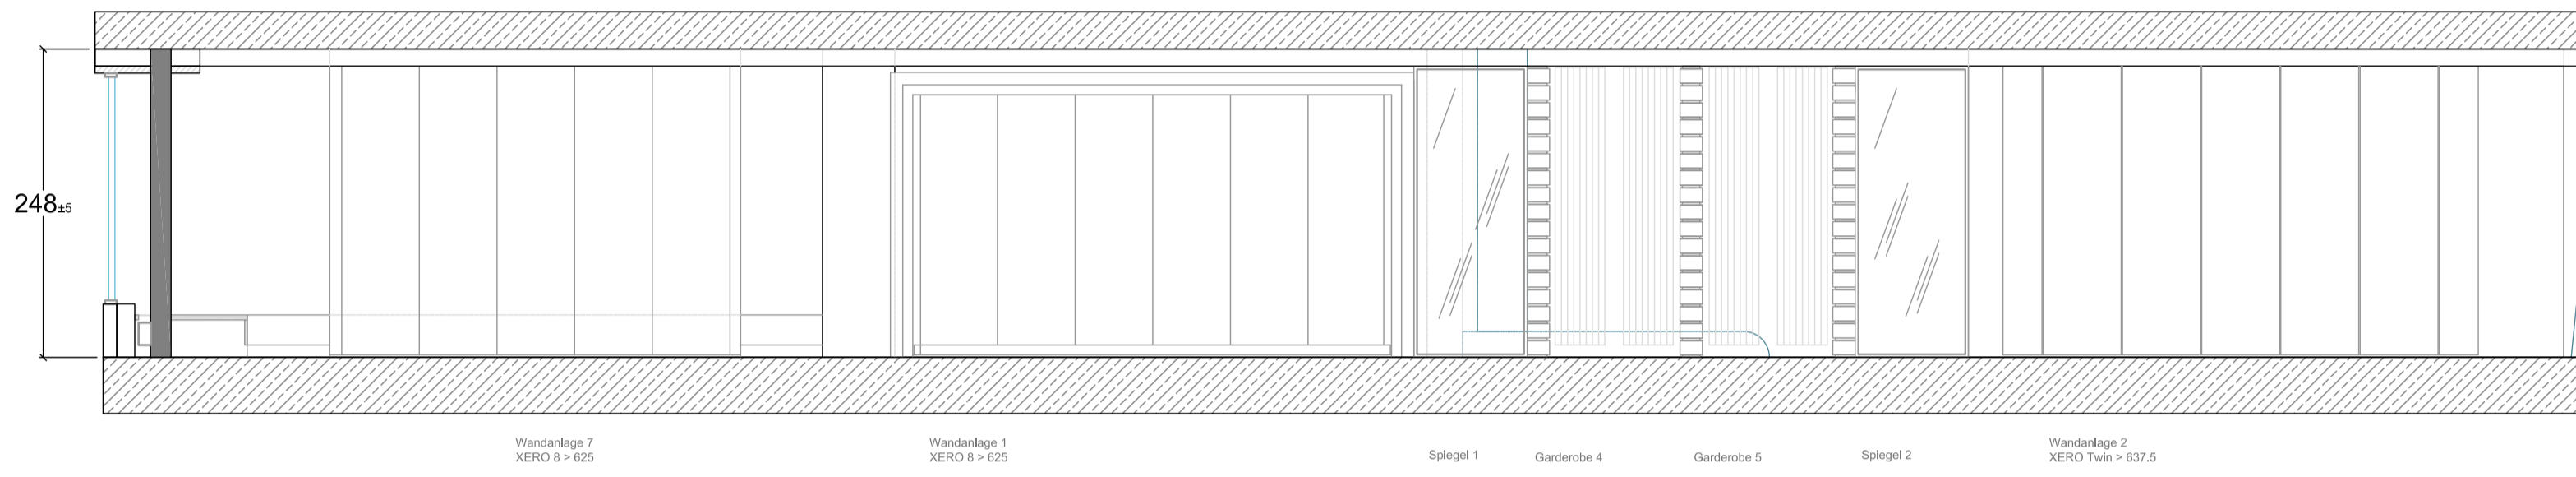 248±5
Wandanlage 7
XERO 8 > 625
Wandanlage 1
XERO 8 > 625
Spiegel 1
Garderobe 4
Garderobe 5
Spiegel 2
Wandanlage 2
XERO Twin > 637.5